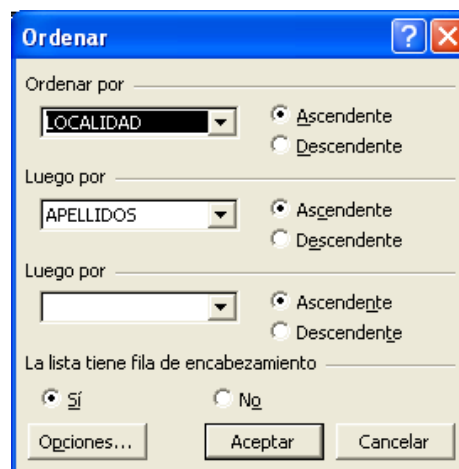 Ordenar
Ordenar por
LOCALIDAD
Ascendente
Descendente
Luego por
APELLIDOS
Ascendente
Descendente
Luego por
Ascendente
Descendente
La lista tiene fila de encabezamiento
Sí
No
Opciones...
Aceptar
Cancelar